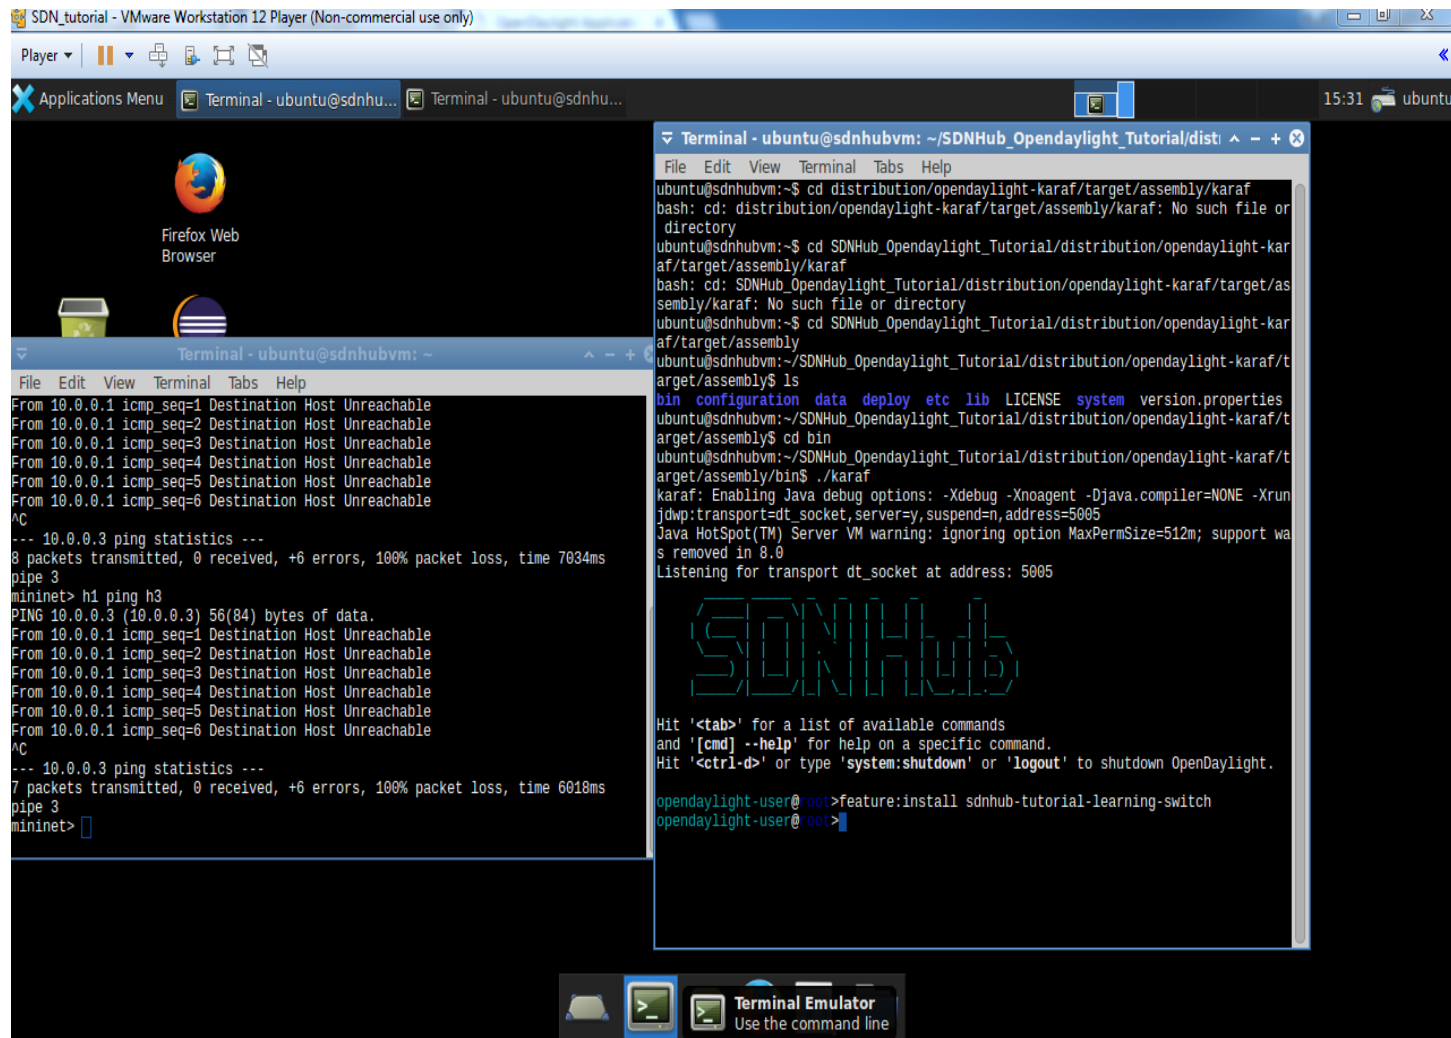 SDN_tutorial - VMware Workstation 12 Player (Non-commercial use only)
Player
Applications Menu
Terminal - ubuntu@sdnhu...
Terminal - ubuntu@sdnhu...
15:31
ubuntu
Firefox Web
Browser
Terminal - ubuntu@sdnhubvm: ~
File Edit View Terminal Tabs Help
From 10.0.0.1 icmp_seq=1 Destination Host Unreachable
From 10.0.0.1 icmp_seq=2 Destination Host Unreachable
From 10.0.0.1 icmp_seq=3 Destination Host Unreachable
From 10.0.0.1 icmp_seq=4 Destination Host Unreachable
From 10.0.0.1 icmp_seq=5 Destination Host Unreachable
From 10.0.0.1 icmp_seq=6 Destination Host Unreachable
^C
--- 10.0.0.3 ping statistics ---
8 packets transmitted, 0 received, +6 errors, 100% packet loss, time 7034ms
pipe 3
mininet> h1 ping h3
PING 10.0.0.3 (10.0.0.3) 56(84) bytes of data.
From 10.0.0.1 icmp_seq=1 Destination Host Unreachable
From 10.0.0.1 icmp_seq=2 Destination Host Unreachable
From 10.0.0.1 icmp_seq=3 Destination Host Unreachable
From 10.0.0.1 icmp_seq=4 Destination Host Unreachable
From 10.0.0.1 icmp_seq=5 Destination Host Unreachable
From 10.0.0.1 icmp_seq=6 Destination Host Unreachable
^C
--- 10.0.0.3 ping statistics ---
7 packets transmitted, 0 received, +6 errors, 100% packet loss, time 6018ms
pipe 3
mininet>
Terminal - ubuntu@sdnhubvm: ~/SDNHub_Opendaylight_Tutorial/distr
File Edit View Terminal Tabs Help
ubuntu@sdnhubvm:~$ cd distribution/opendaylight-karaf/target/assembly/karaf
bash: cd: distribution/opendaylight-karaf/target/assembly/karaf: No such file or
directory
ubuntu@sdnhubvm:~$ cd SDNHub_Opendaylight_Tutorial/distribution/opendaylight-kar
af/target/assembly/karaf
bash: cd: SDNHub_Opendaylight_Tutorial/distribution/opendaylight-karaf/target/as
sembly/karaf: No such file or directory
ubuntu@sdnhubvm:~$ cd SDNHub_Opendaylight_Tutorial/distribution/opendaylight-kar
af/target/assembly
ubuntu@sdnhubvm:~/SDNHub_Opendaylight_Tutorial/distribution/opendaylight-karaf/t
arget/assembly$ ls
bin configuration data deploy etc lib LICENSE system version.properties
ubuntu@sdnhubvm:~/SDNHub_Opendaylight_Tutorial/distribution/opendaylight-karaf/t
arget/assembly$ cd bin
ubuntu@sdnhubvm:~/SDNHub_Opendaylight_Tutorial/distribution/opendaylight-karaf/t
arget/assembly/bin$ ./karaf
karaf: Enabling Java debug options: -Xdebug -Xnoagent -Djava.compiler=NONE -Xrun
jdwp:transport=dt_socket,server=y,suspend=n,address=5005
Java HotSpot(TM) Server VM warning: ignoring option MaxPermSize=512m; support wa
s removed in 8.0
Listening for transport dt_socket at address: 5005
SDNHub
Hit '<tab>' for a list of available commands
and '[cmd] --help' for help on a specific command.
Hit '<ctrl-d>' or type 'system:shutdown' or 'logout' to shutdown OpenDaylight.
opendaylight-user@root>feature:install sdnhub-tutorial-learning-switch
opendaylight-user@root>
Terminal Emulator
Use the command line